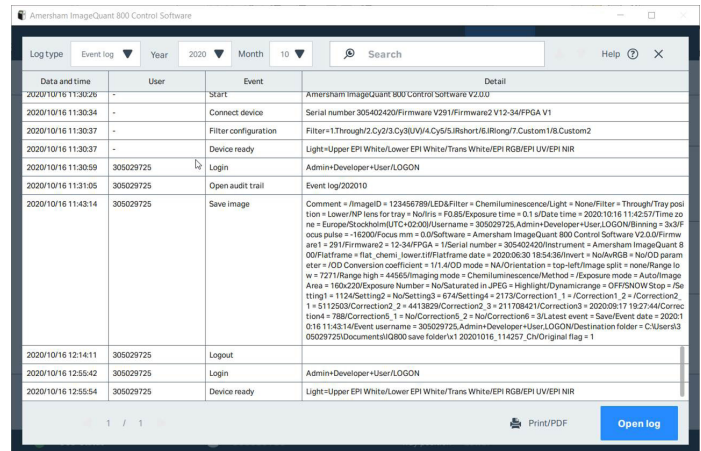 Amersham ImageQuant 800 Control Software
Log type Event log Year 2020 Month 10 Search Help
Data and time User Event Detail
2020/10/16 11:30:26 - Start Amersham ImageQuant 800 Control Software V2.0.0
2020/10/16 11:30:34 - Connect device Serial number 305402420/Firmware V291/Firmware2 V12-34/FPGA V1
2020/10/16 11:30:37 - Filter configuration Filter=1.Through/2.Cy2/3.Cy3(UV)/4.Cy5/5.IRshort/6.IRlong/7.Custom1/8.Custom2
2020/10/16 11:30:37 - Device ready Light=Upper EPI White/Lower EPI White/Trans White/EPI RGB/EPI UV/EPI NIR
2020/10/16 11:30:59 305029725 Login Admin+Developer+User/LOGON
2020/10/16 11:31:05 305029725 Open audit trail Event log/202010
2020/10/16 11:43:14 305029725 Save image Comment = /ImageID = 123456789/LED&Filter = Chemiluminescence/Light = None/Filter = Through/Tray posi
tion = Lower/NP lens for tray = No/Iris = F0.85/Exposure time = 0.1 s/Date time = 2020:10:16 11:42:57/Time zo
ne = Europe/Stockholm(UTC+02:00)/Username = 305029725,Admin+Developer+User,LOGON/Binning = 3x3/F
ocus pulse = -16200/Focus mm = 0.0/Software = Amersham ImageQuant 800 Control Software V2.0.0/Firmw
are1 = 291/Firmware2 = 12-34/FPGA = 1/Serial number = 305402420/Instrument = Amersham ImageQuant 8
00/Flatframe = flat_chemi_lower.tif/Flatframe date = 2020:06:30 18:54:36/Invert = No/AvRGB = No/OD param
eter = /OD Conversion coefficient = 1/1.4/OD mode = NA/Orientation = top-left/Image split = none/Range lo
w = 7271/Range high = 44565/Imaging mode = Chemiluminescence/Method = /Exposure mode = Auto/Image
Area = 160x220/Exposure Number = No/Saturated in JPEG = Highlight/Dynamicrange = OFF/SNOW Stop = /Se
tting1 = 1124/Setting2 = No/Setting3 = 674/Setting4 = 2173/Correction1_1 = /Correction1_2 = /Correction2_
1 = 5112503/Correction2_2 = 4413829/Correction2_3 = 211708421/Correction3 = 2020:09:17 19:27:44/Correc
tion4 = 788/Correction5_1 = No/Correction5_2 = No/Correction6 = 3/Latest event = Save/Event date = 2020:1
0:16 11:43:14/Event username = 305029725,Admin+Developer+User,LOGON/Destination folder = C:\Users\3
05029725\Documents\IQ800 save folder\x1 20201016_114257_Ch/Original flag = 1
2020/10/16 12:14:11 305029725 Logout
2020/10/16 12:55:42 305029725 Login Admin+Developer+User/LOGON
2020/10/16 12:55:54 305029725 Device ready Light=Upper EPI White/Lower EPI White/Trans White/EPI RGB/EPI UV/EPI NIR
1 / 1 Print/PDF Open log